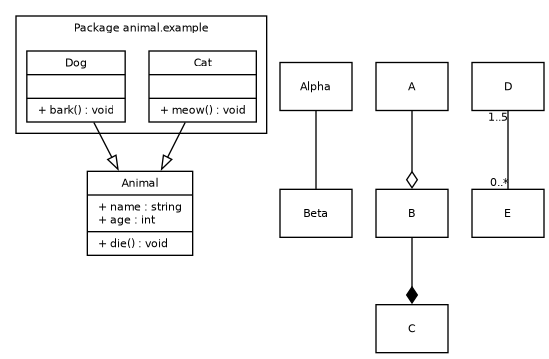 Package animal.example
Dog
+ bark() : void
Cat
+ meow() : void
Animal
+ name : string
+ age : int
+ die() : void
Alpha
Beta
A
B
C
D
1..5
0..*
E